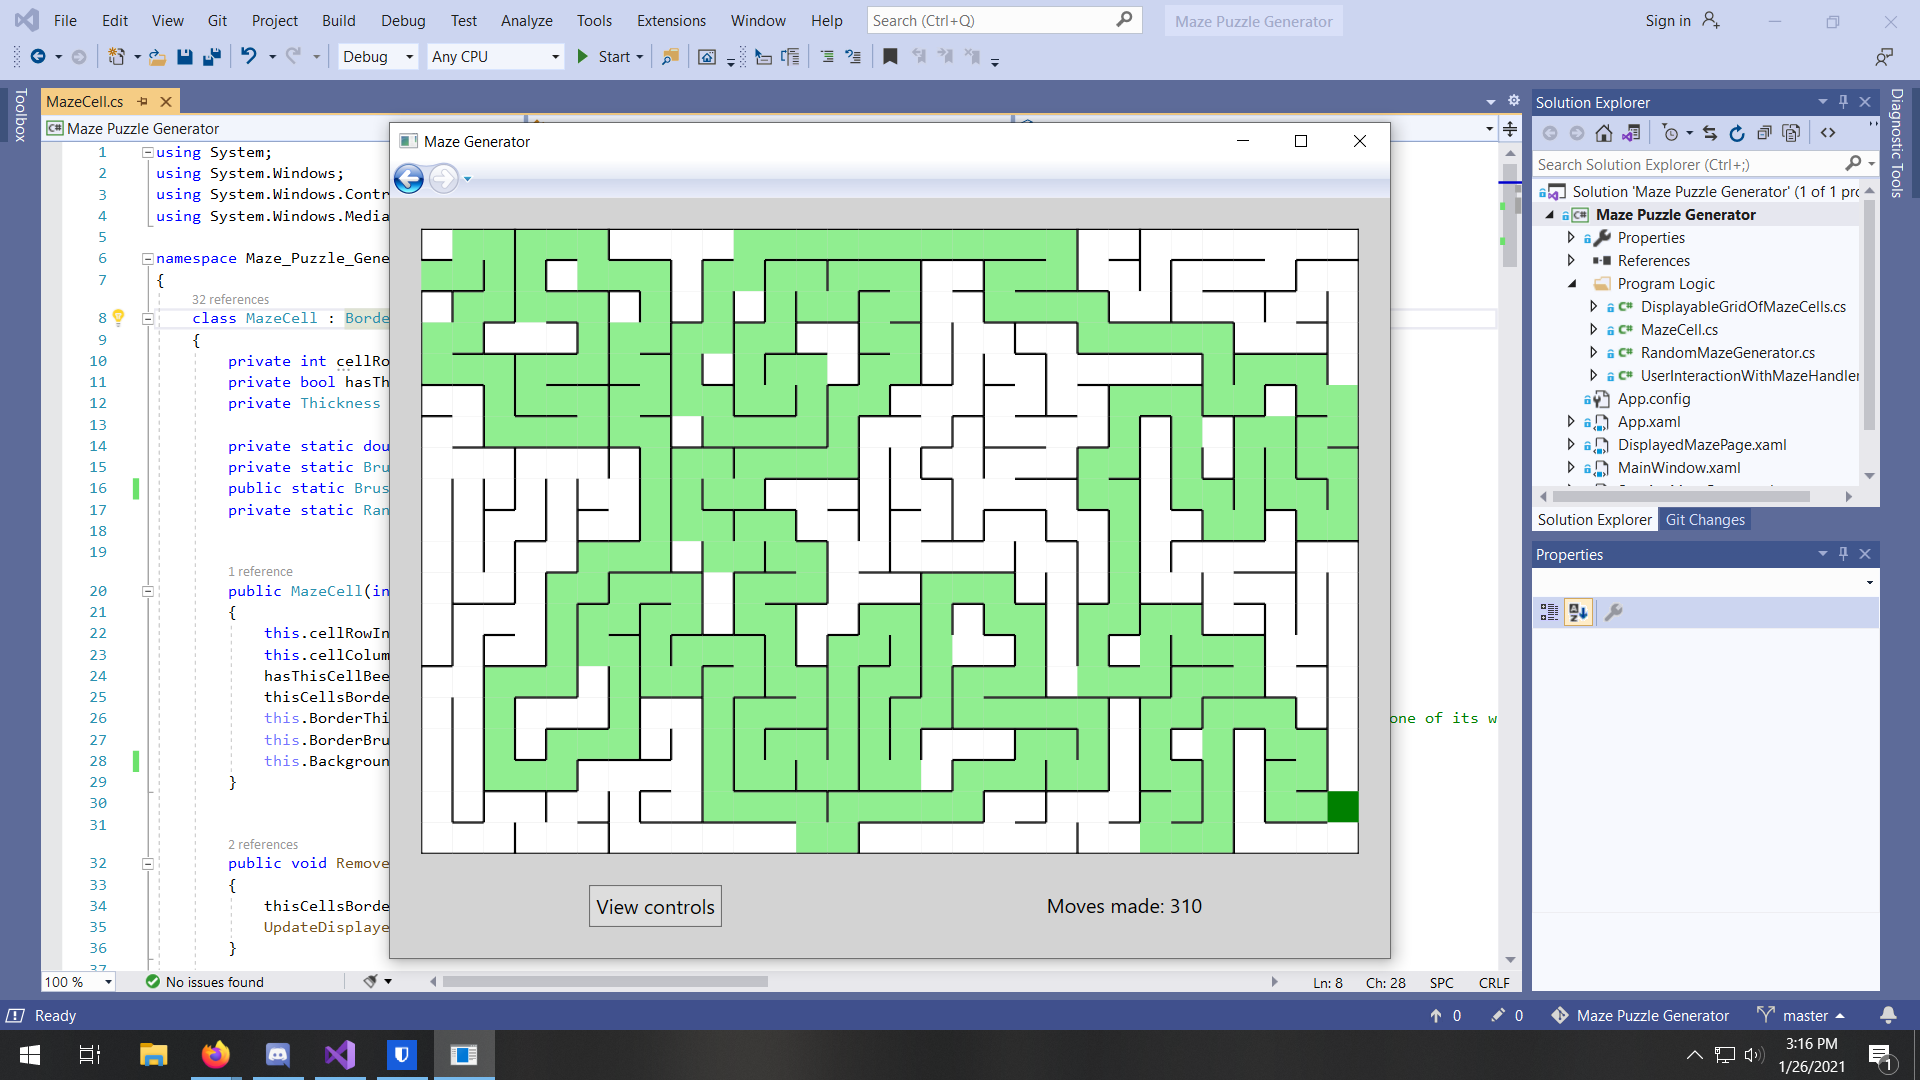 File Edit View Git Project Build Debug Test Analyze Tools Extensions Window Help Search (Ctrl+Q) Maze Puzzle Generator Sign in
Debug Any CPU Start
Toolbox
MazeCell.cs
Maze Puzzle Generator
1 using System;
2 using System.Windows;
3 using System.Windows.Contr
4 using System.Windows.Media
5
6 namespace Maze_Puzzle_Gene
7 {
32 references
8 class MazeCell : Borde
9 {
10 private int cellRo
11 private bool hasTh
12 private Thickness
13
14 private static dou
15 private static Bru
16 public static Brus
17 private static Ran
18
19
1 reference
20 public MazeCell(in
21 {
22 this.cellRowIn
23 this.cellColum
24 hasThisCellBee
25 thisCellsBorde
26 this.BorderThi one of its w
27 this.BorderBru
28 this.Backgroun
29 }
30
31
2 references
32 public void Remove
33 {
34 thisCellsBorde
35 UpdateDisplaye
36 }
37
Maze Generator
View controls
Moves made: 310
100 % No issues found Ln: 8 Ch: 28 SPC CRLF
Solution Explorer
Search Solution Explorer (Ctrl+;)
Solution 'Maze Puzzle Generator' (1 of 1 prc
C# Maze Puzzle Generator
Properties
References
Program Logic
C# DisplayableGridOfMazeCells.cs
C# MazeCell.cs
C# RandomMazeGenerator.cs
C# UserInteractionWithMazeHandler
App.config
App.xaml
DisplayedMazePage.xaml
MainWindow.xaml
Solution Explorer Git Changes
Properties
Diagnostic Tools
Ready 0 0 Maze Puzzle Generator master
3:16 PM
1/26/2021
1